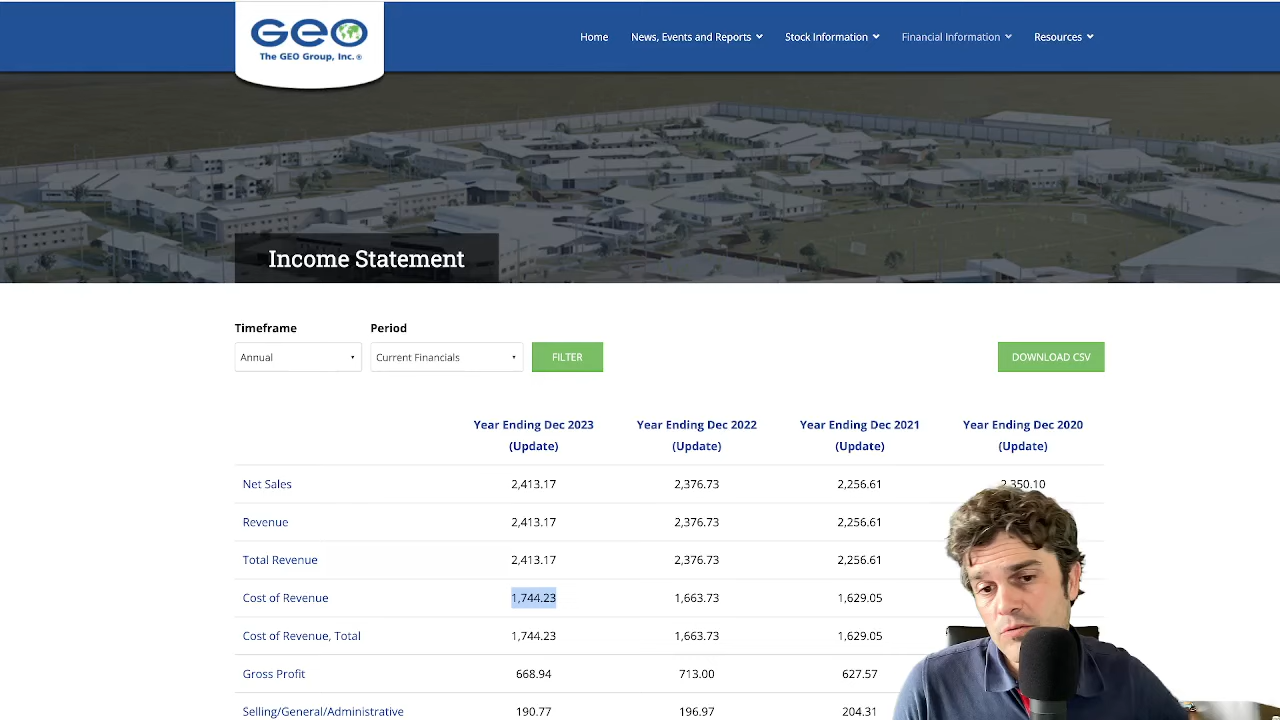 GEO
The GEO Group, Inc.®
Home News, Events and Reports Stock Information Financial Information Resources
Income Statement
Timeframe Period
Annual Current Financials FILTER DOWNLOAD CSV
Year Ending Dec 2023 Year Ending Dec 2022 Year Ending Dec 2021 Year Ending Dec 2020
(Update) (Update) (Update) (Update)
Net Sales 2,413.17 2,376.73 2,256.61 2,350.10
Revenue 2,413.17 2,376.73 2,256.61
Total Revenue 2,413.17 2,376.73 2,256.61
Cost of Revenue 1,744.23 1,663.73 1,629.05
Cost of Revenue, Total 1,744.23 1,663.73 1,629.05
Gross Profit 668.94 713.00 627.57
Selling/General/Administrative 190.77 196.97 204.31